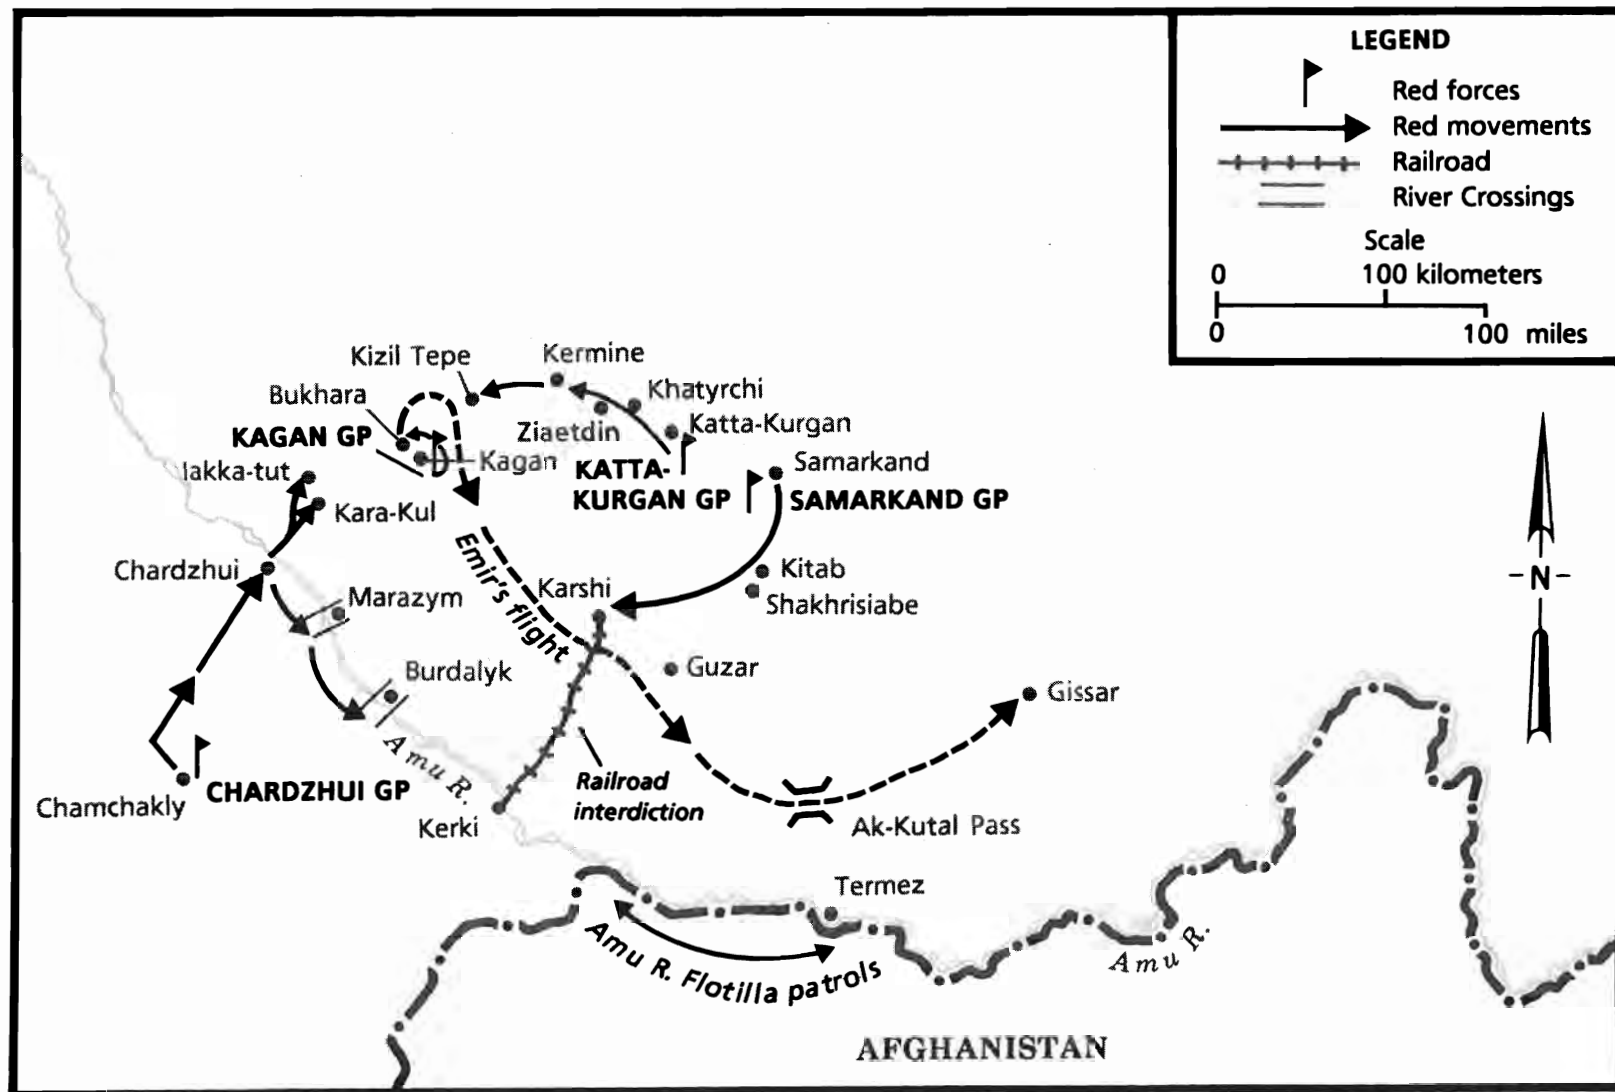 LEGEND
Red forces
Red movements
Railroad
River Crossings
Scale
0 100 kilometers
0 100 miles
Kizil Tepe
Kermine
Bukhara
Khatyrchi
KAGAN GP
Ziaetdin
Katta-Kurgan
Iakka-tut
Kagan
KATTA-
KURGAN GP
Samarkand
SAMARKAND GP
Kara-Kul
Chardzhui
Emir's flight
Karshi
Kitab
Shakhrisiabe
-N-
Marazym
Burdalyk
Guzar
Gissar
Amu R.
Chamchakly
CHARDZHUI GP
Railroad
interdiction
Kerki
Ak-Kutal Pass
Termez
Amu R. Flotilla patrols
Amu R.
AFGHANISTAN